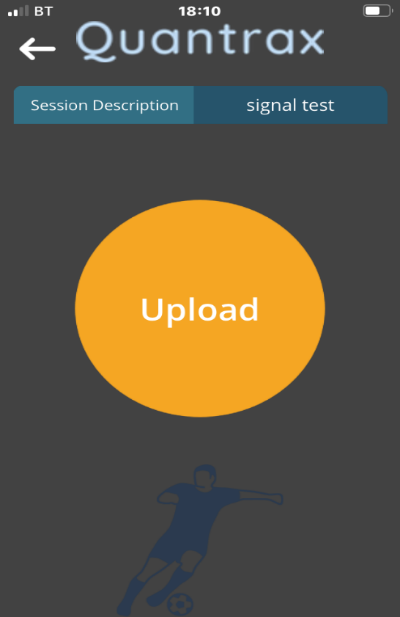 BT 18:10
Quantrax
Session Description signal test
Upload